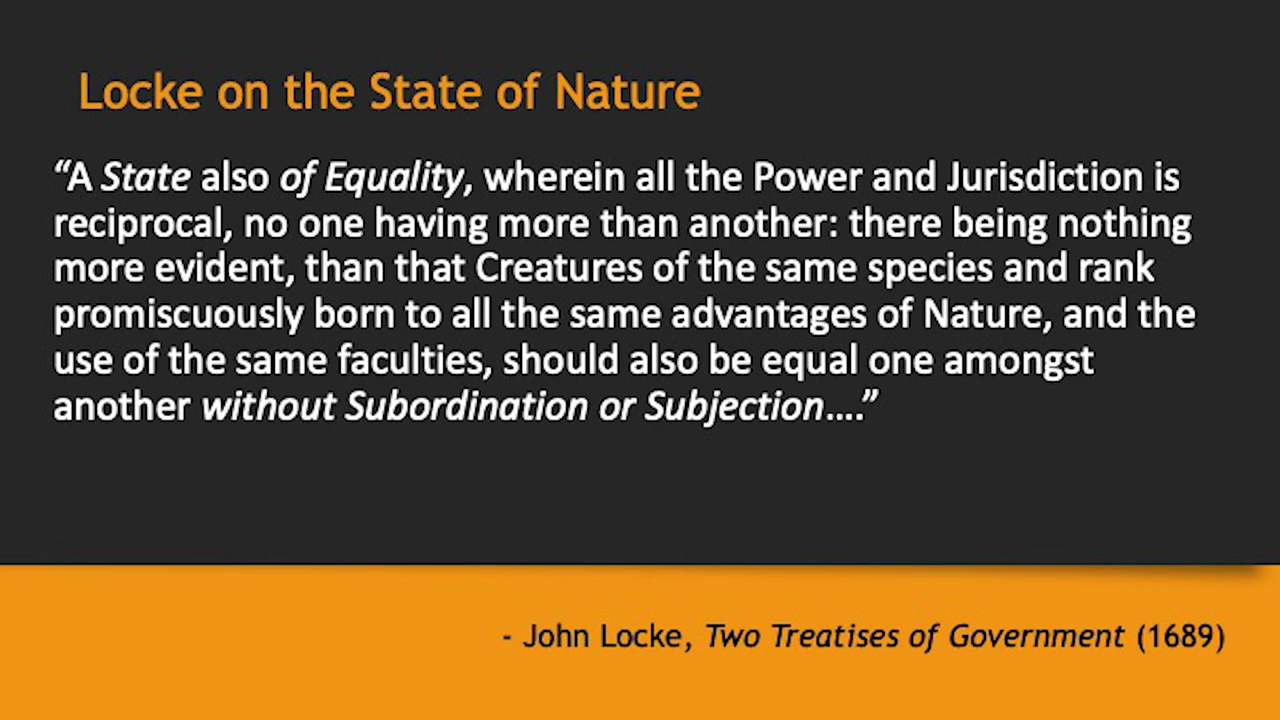 Locke on the State of Nature
“A State also of Equality, wherein all the Power and Jurisdiction is
reciprocal, no one having more than another: there being nothing
more evident, than that Creatures of the same species and rank
promiscuously born to all the same advantages of Nature, and the
use of the same faculties, should also be equal one amongst
another without Subordination or Subjection....”
- John Locke, Two Treatises of Government (1689)